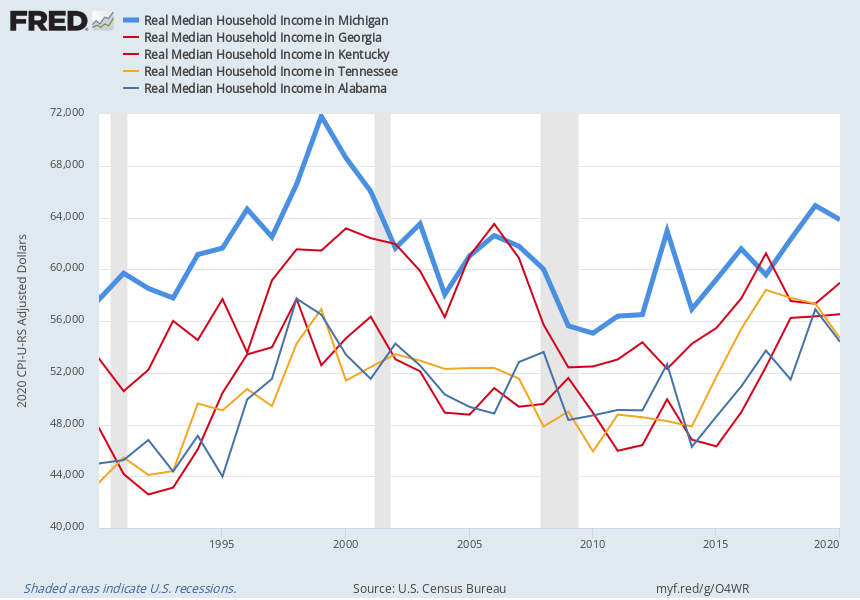 FRED
Real Median Household Income in Michigan
Real Median Household Income in Georgia
Real Median Household Income in Kentucky
Real Median Household Income in Tennessee
Real Median Household Income in Alabama
2020 CPI-U-RS Adjusted Dollars
72,000
68,000
64,000
60,000
56,000
52,000
48,000
44,000
40,000
1995 2000 2005 2010 2015 2020
Shaded areas indicate U.S. recessions. Source: U.S. Census Bureau myf.red/g/O4WR